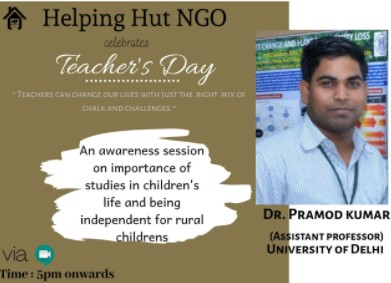 Helping Hut NGO
celebrates
Teacher's Day
" Teachers can change our lives with just the right mix of
chalk and challenges. "
An awareness session
on importance of
studies in children's
life and being
independent for rural
childrens
Dr. Pramod kumar
(Assistant professor)
University of Delhi
via
Time : 5pm onwards